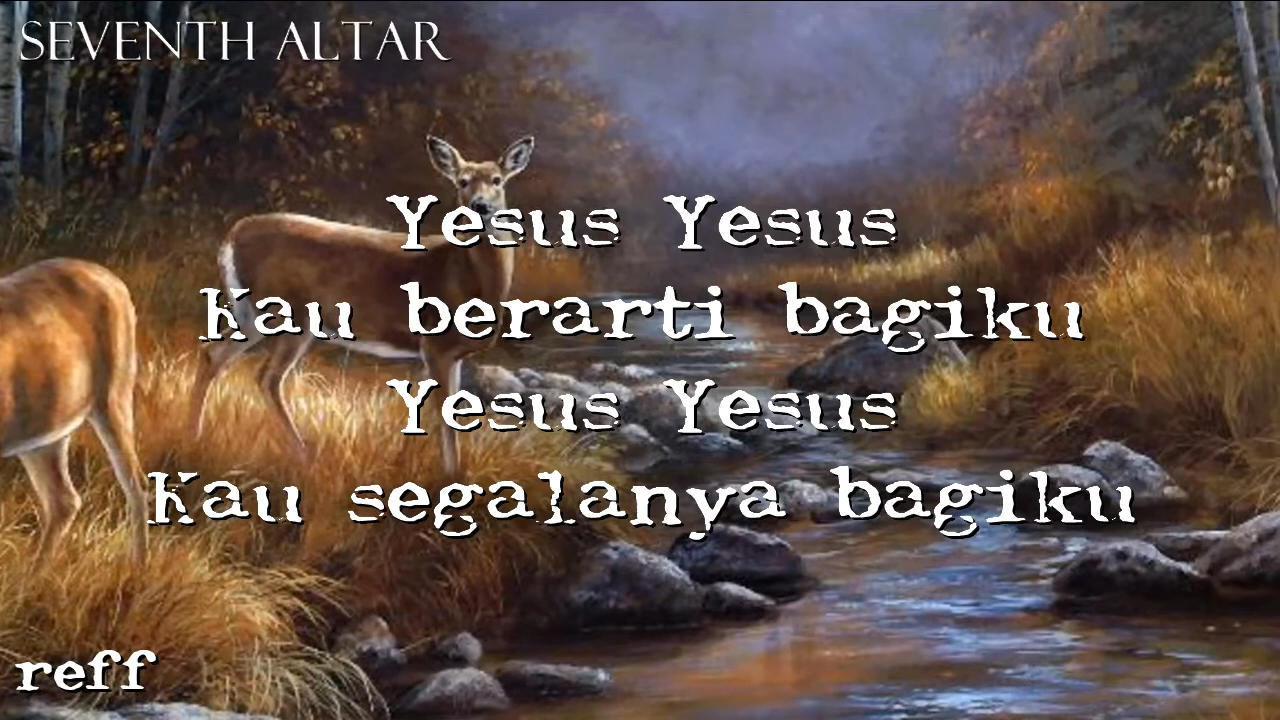 SEVENTH ALTAR
Yesus Yesus
Kau berarti bagiku
Yesus Yesus
Kau segalanya bagiku
reff